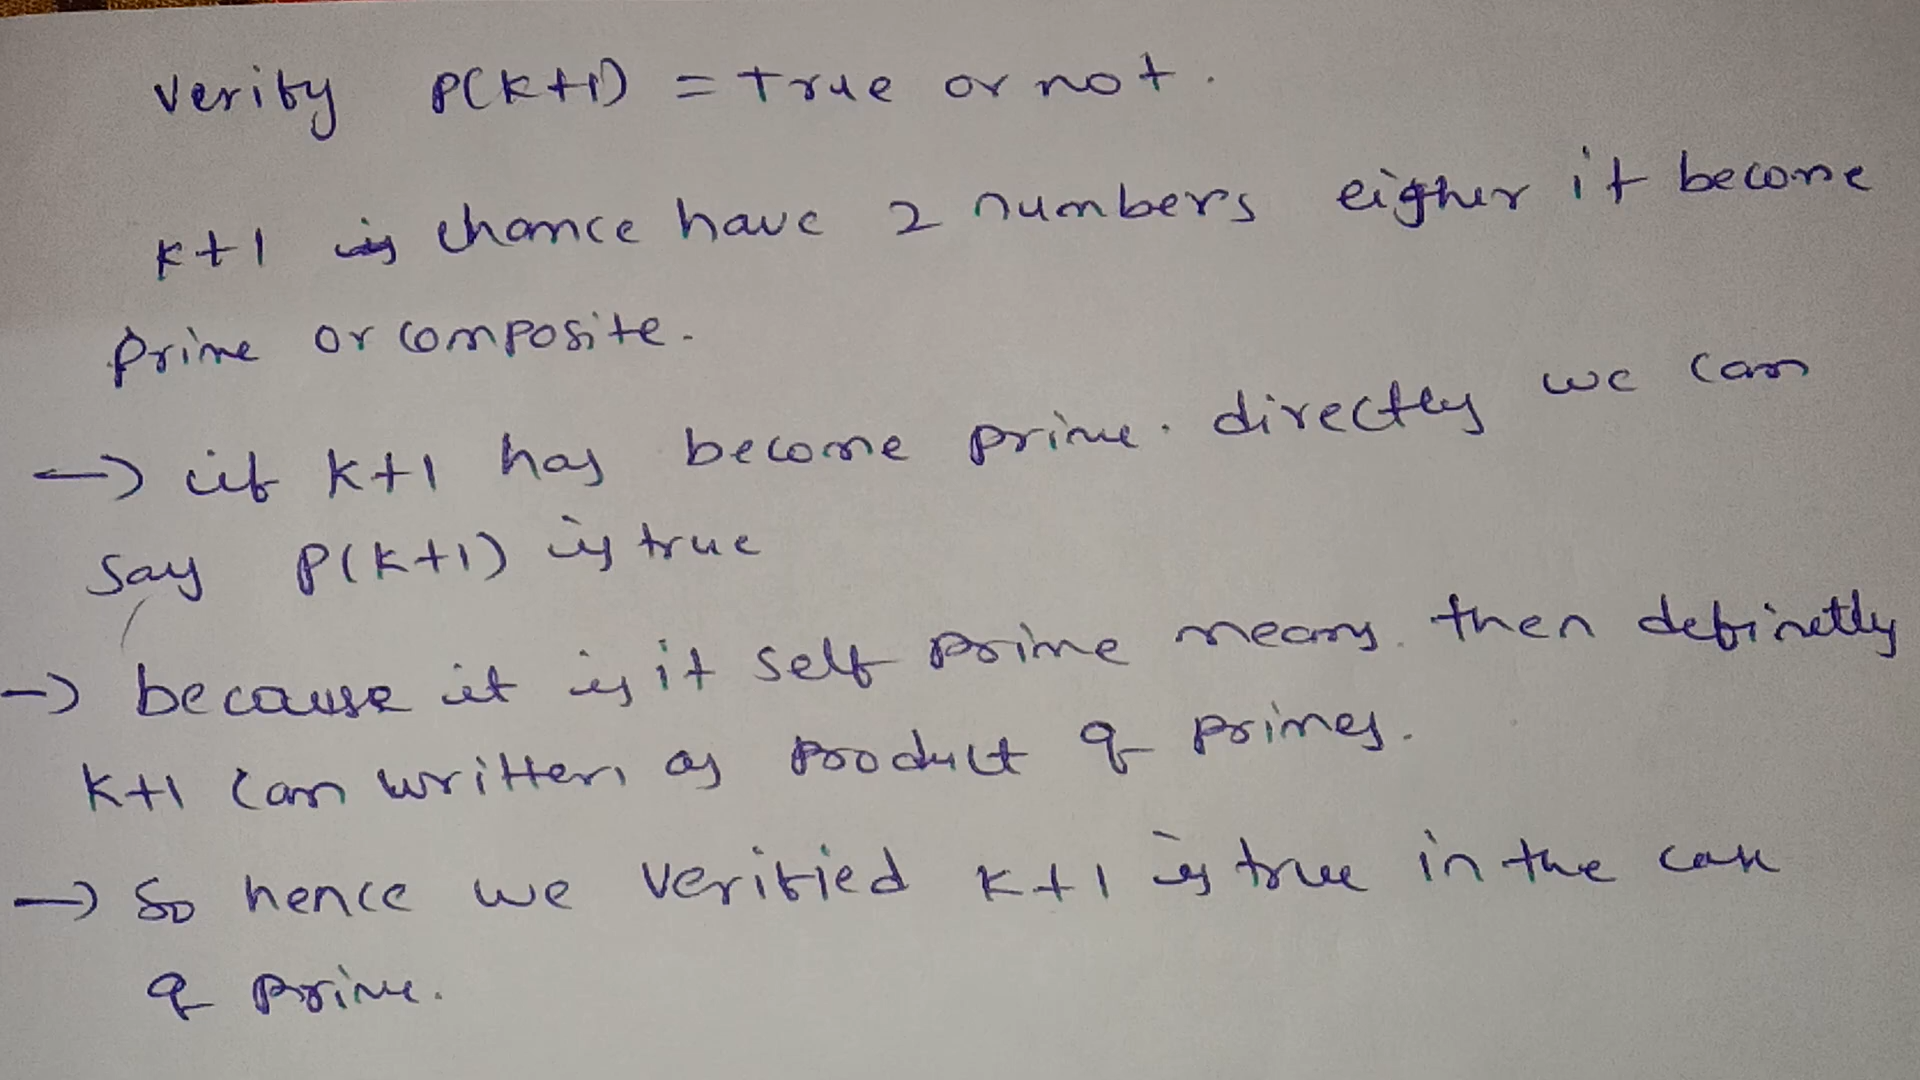 Verify P(k+1) = True or not.
k+1 is chance have 2 numbers eigher it become
prime or composite.
→ if k+1 has become prime. directley we can
say P(k+1) is true
→ because it is it self prime means. then definetly
k+1 can written as product of primes.
→ So hence we verified k+1 is true in the case
of prime.